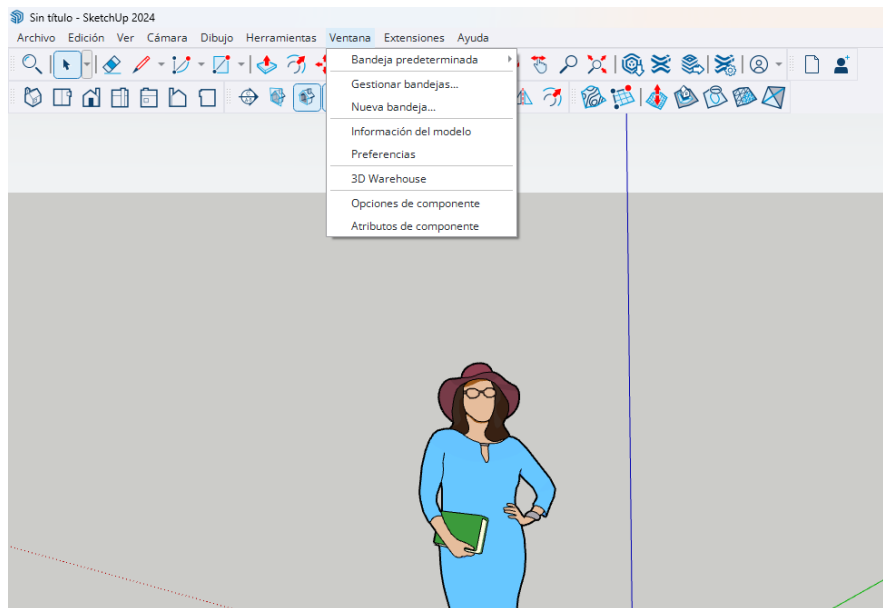 Sin título - SketchUp 2024
Archivo Edición Ver Cámara Dibujo Herramientas Ventana Extensiones Ayuda
Bandeja predeterminada
Gestionar bandejas...
Nueva bandeja...
Información del modelo
Preferencias
3D Warehouse
Opciones de componente
Atributos de componente